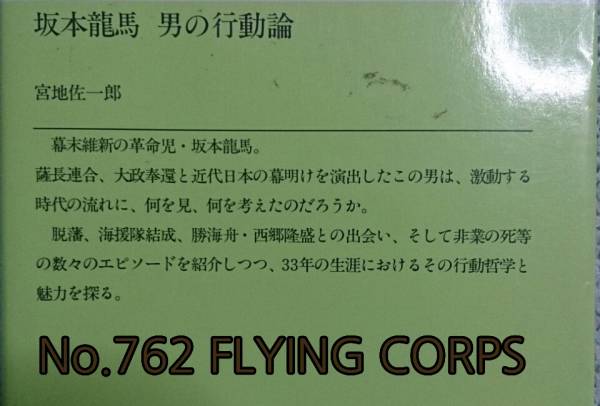 坂本龍馬 男の行動論
宮地佐一郎
幕末維新の革命児・坂本龍馬。
薩長連合、大政奉還と近代日本の幕明けを演出したこの男は、激動する
時代の流れに、何を見、何を考えたのだろうか。
脱藩、海援隊結成、勝海舟・西郷隆盛との出会い、そして非業の死等
の数々のエピソードを紹介しつつ、33年の生涯におけるその行動哲学と
魅力を探る。
No.762 FLYING CORPS